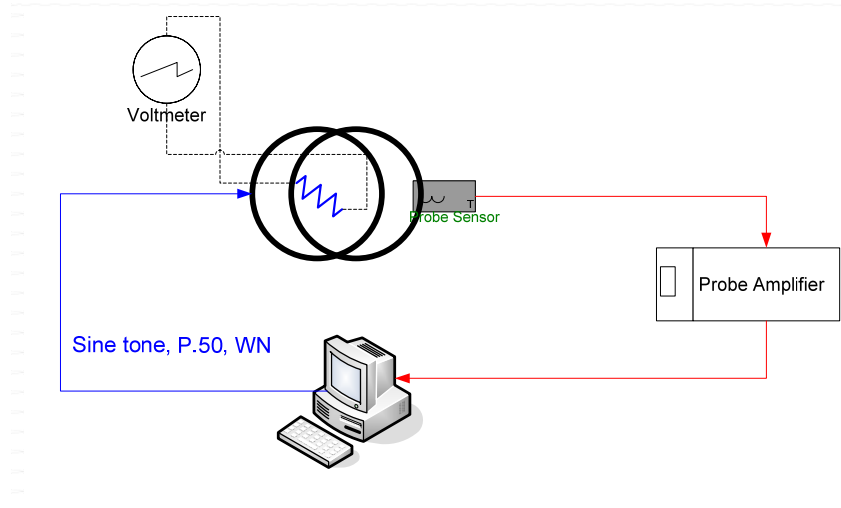 Voltmeter
T
Probe Sensor
Probe Amplifier
Sine tone, P.50, WN